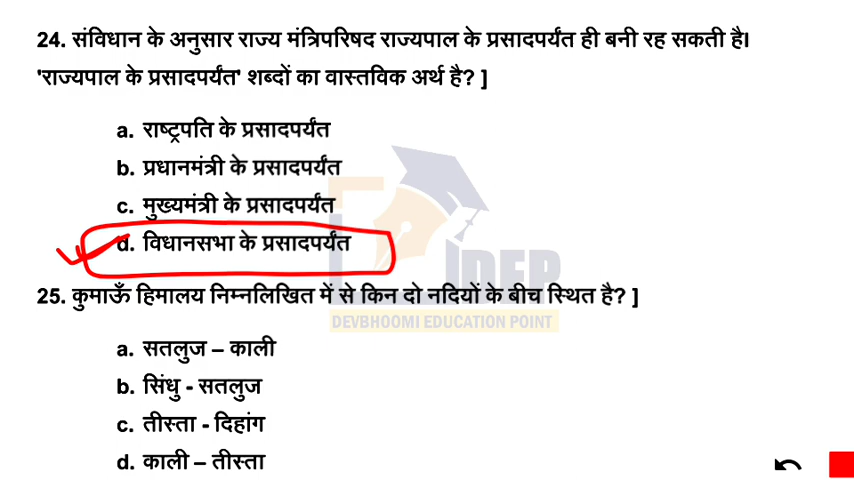 24. संविधान के अनुसार राज्य मंत्रिपरिषद राज्यपाल के प्रसादपर्यंत ही बनी रह सकती है।
'राज्यपाल के प्रसादपर्यंत' शब्दों का वास्तविक अर्थ है? ]
a. राष्ट्रपति के प्रसादपर्यंत
b. प्रधानमंत्री के प्रसादपर्यंत
c. मुख्यमंत्री के प्रसादपर्यंत
d. विधानसभा के प्रसादपर्यंत
IDEP
25. कुमाऊँ हिमालय निम्नलिखित में से किन दो नदियों के बीच स्थित है? ]
DEVBHOOMI EDUCATION POINT
a. सतलुज – काली
b. सिंधु - सतलुज
c. तीस्ता - दिहांग
d. काली – तीस्ता